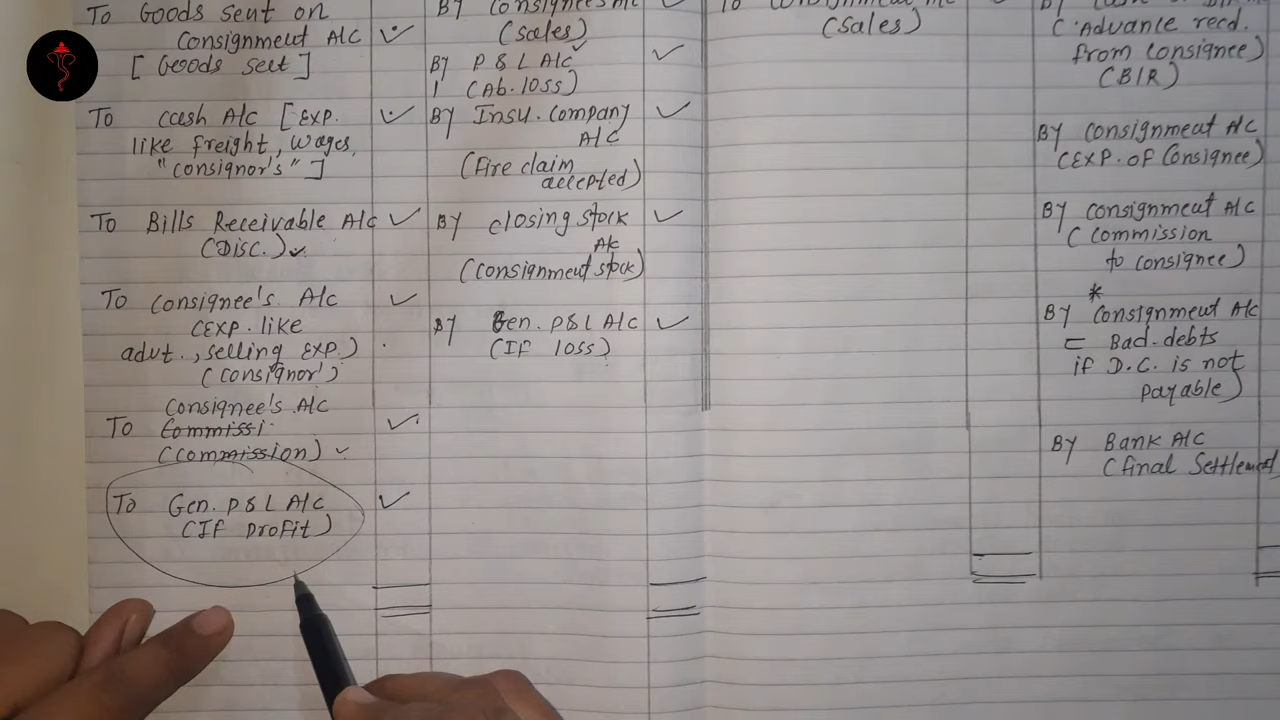 To Goods sent on
Consignment A/C
[ Goods sent ]
To cash A/C [EXP.
like freight, wages,
"consignor's"]
To Bills Receivable A/C
(Disc.)
To Consignee's A/C
(EXP. like
advt., selling EXP.)
(Consignor')
Consignee's A/C
To Commissi
(Commission)
To Gen. P&L A/C
(IF profit)
By Consignee's A/C
(sales)
By P&L A/C
(Ab. loss)
By Insu. Company
A/C
(Fire claim
accepted)
By closing stock
A/c
(consignment stock)
By Gen. P&L A/C
(IF loss)
(Sales)
(Advance recd.
from consignee)
(B/R)
By Consignment A/C
(EXP. OF Consignee)
By Consignment A/C
(Commission
to consignee)
*
By Consignment A/C
Bad-debts
if D.C. is not
payable)
By Bank A/C
(final Settlement